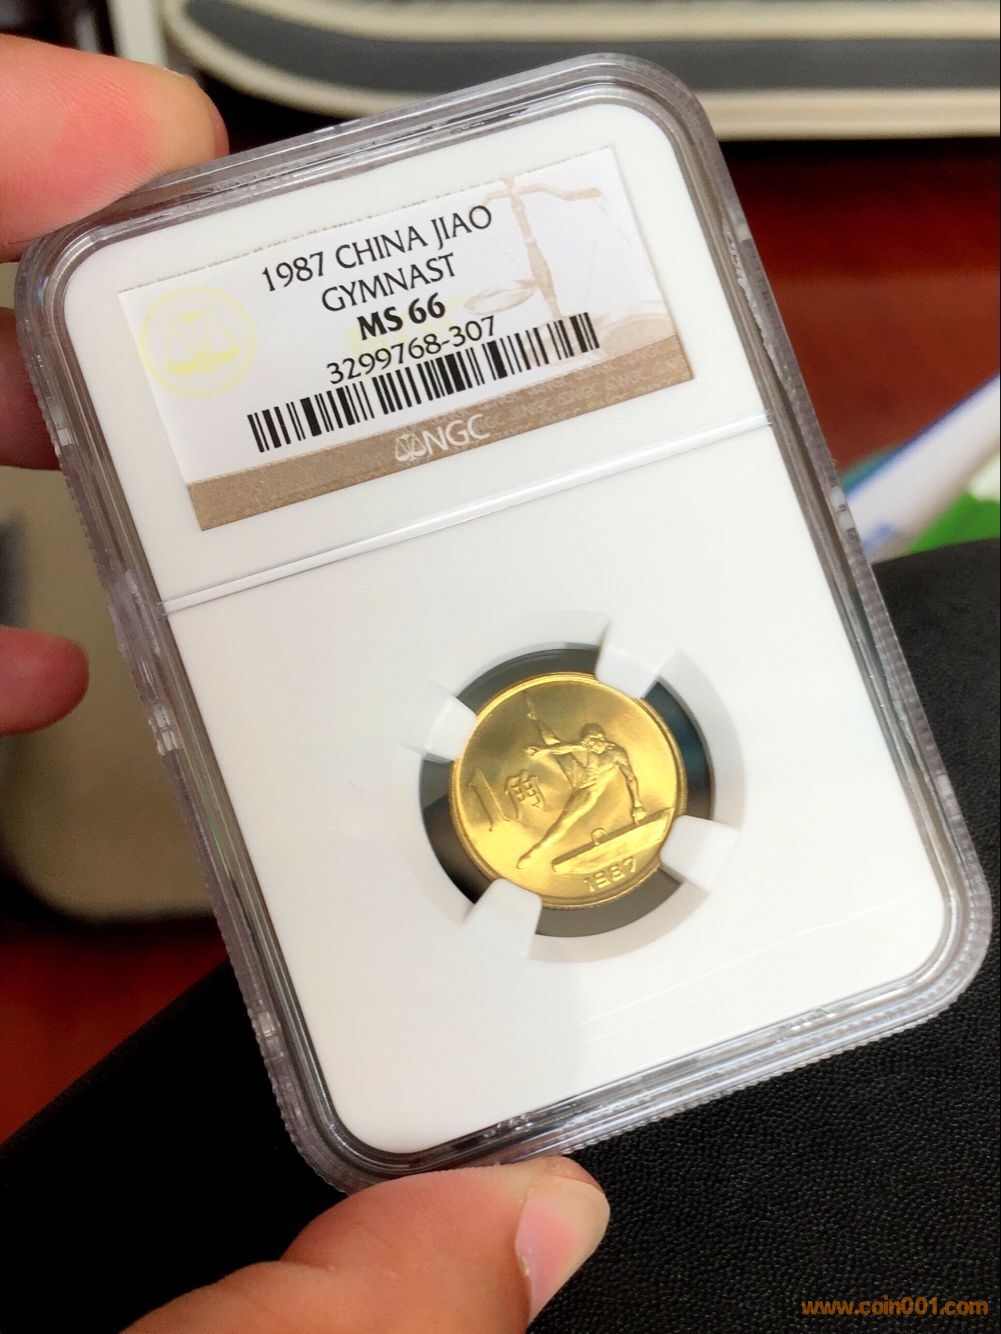 1987 CHINA JIAO
GYMNAST
MS 66
3299768-307
NGC
1角
1987
www.coin001.com